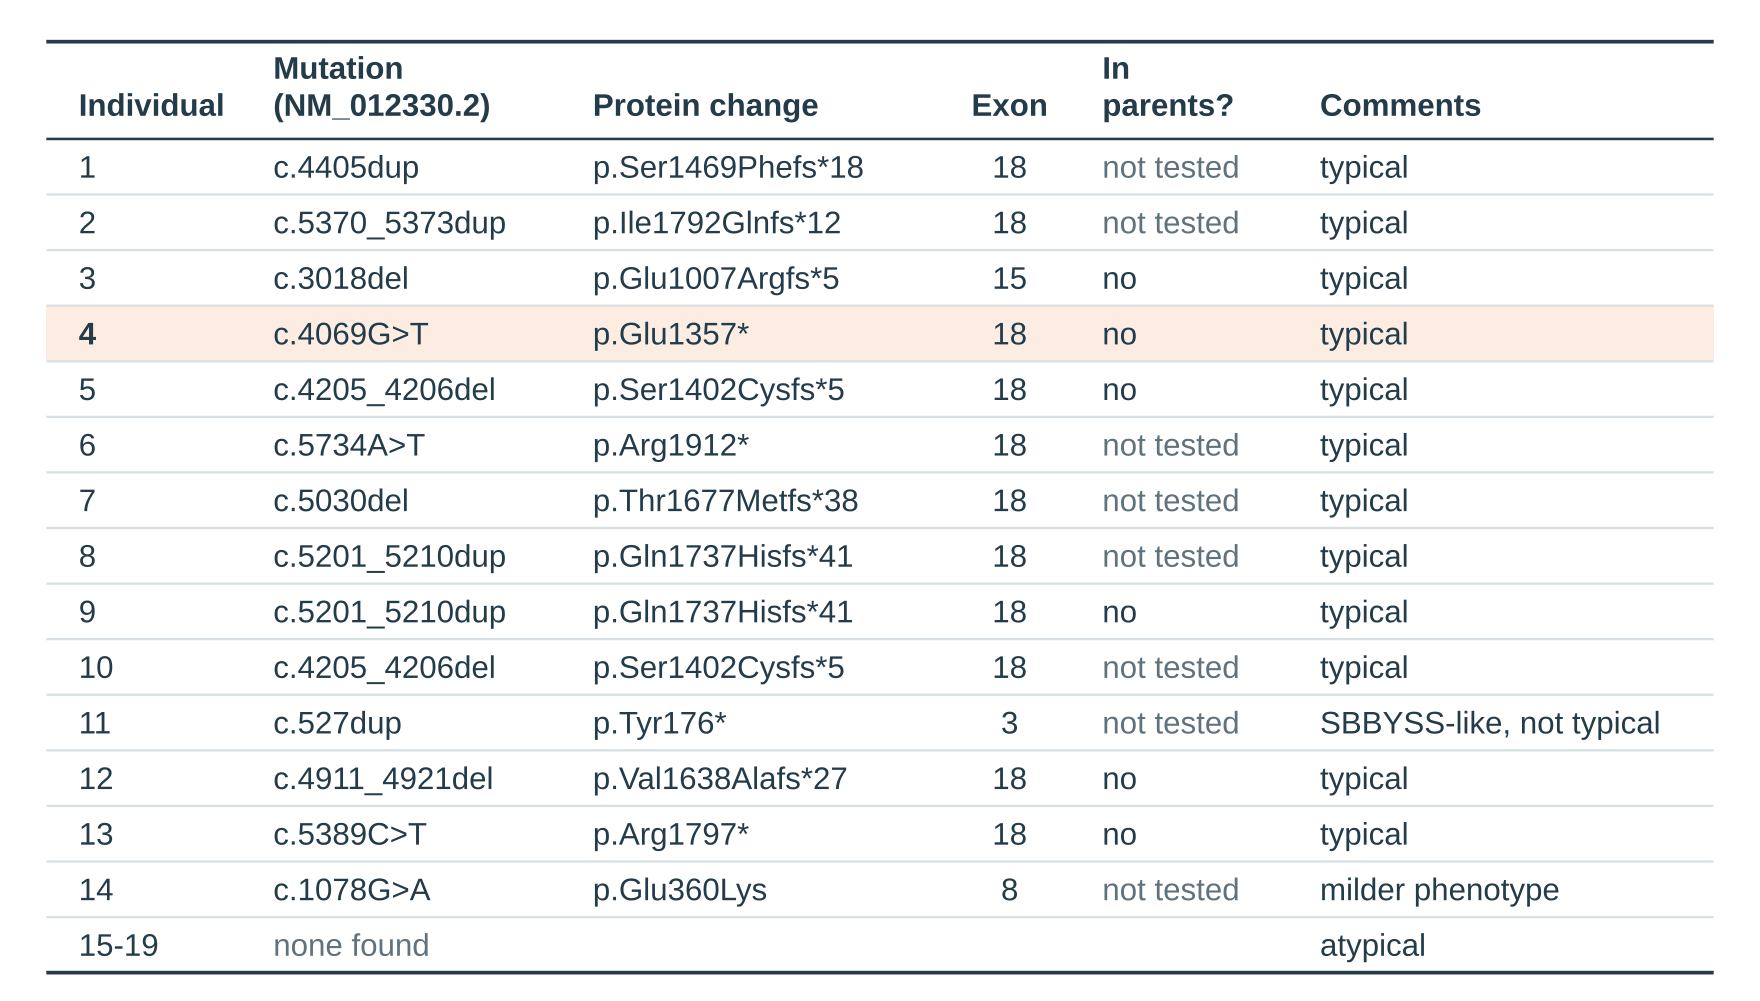 Individual Mutation (NM_012330.2) Protein change Exon In parents? Comments
1 c.4405dup p.Ser1469Phefs*18 18 not tested typical
2 c.5370_5373dup p.Ile1792Glnfs*12 18 not tested typical
3 c.3018del p.Glu1007Argfs*5 15 no typical
4 c.4069G>T p.Glu1357* 18 no typical
5 c.4205_4206del p.Ser1402Cysfs*5 18 no typical
6 c.5734A>T p.Arg1912* 18 not tested typical
7 c.5030del p.Thr1677Metfs*38 18 not tested typical
8 c.5201_5210dup p.Gln1737Hisfs*41 18 not tested typical
9 c.5201_5210dup p.Gln1737Hisfs*41 18 no typical
10 c.4205_4206del p.Ser1402Cysfs*5 18 not tested typical
11 c.527dup p.Tyr176* 3 not tested SBBYSS-like, not typical
12 c.4911_4921del p.Val1638Alafs*27 18 no typical
13 c.5389C>T p.Arg1797* 18 no typical
14 c.1078G>A p.Glu360Lys 8 not tested milder phenotype
15-19 none found atypical